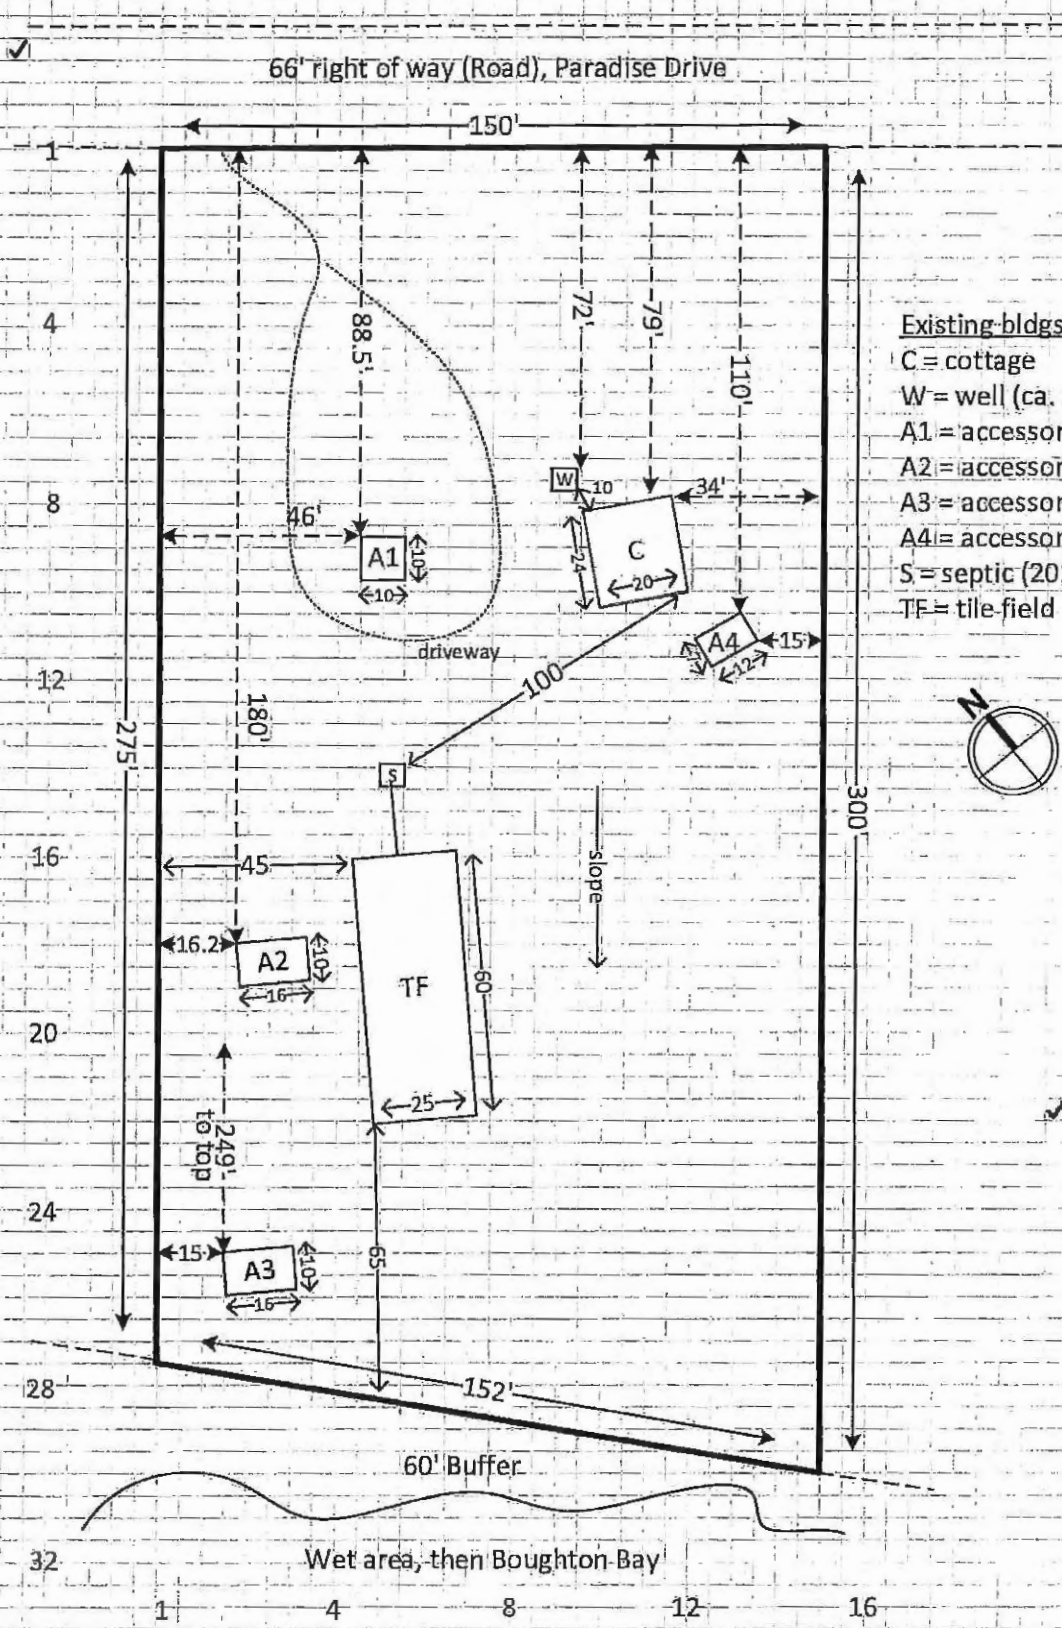 66' right of way (Road), Paradise Drive
150'
1
4
88.5'
72'
79'
110'
Existing bldgs
C = cottage
W = well (ca.
A1 = accessor
A2 = accessor
A3 = accessor
A4 = accessor
S = septic (20
TF = tile field
8
W
10
34'
46'
A1
10
10
C
24
20
driveway
A4
12
15
12
100
N
275'
180'
300'
S
16
45
slope
16.2
A2
10
16
TF
60
20
25
249'
to top
24
15
A3
10
16
65
28
152'
60' Buffer
32
Wet area, then Boughton Bay
1
4
8
12
16